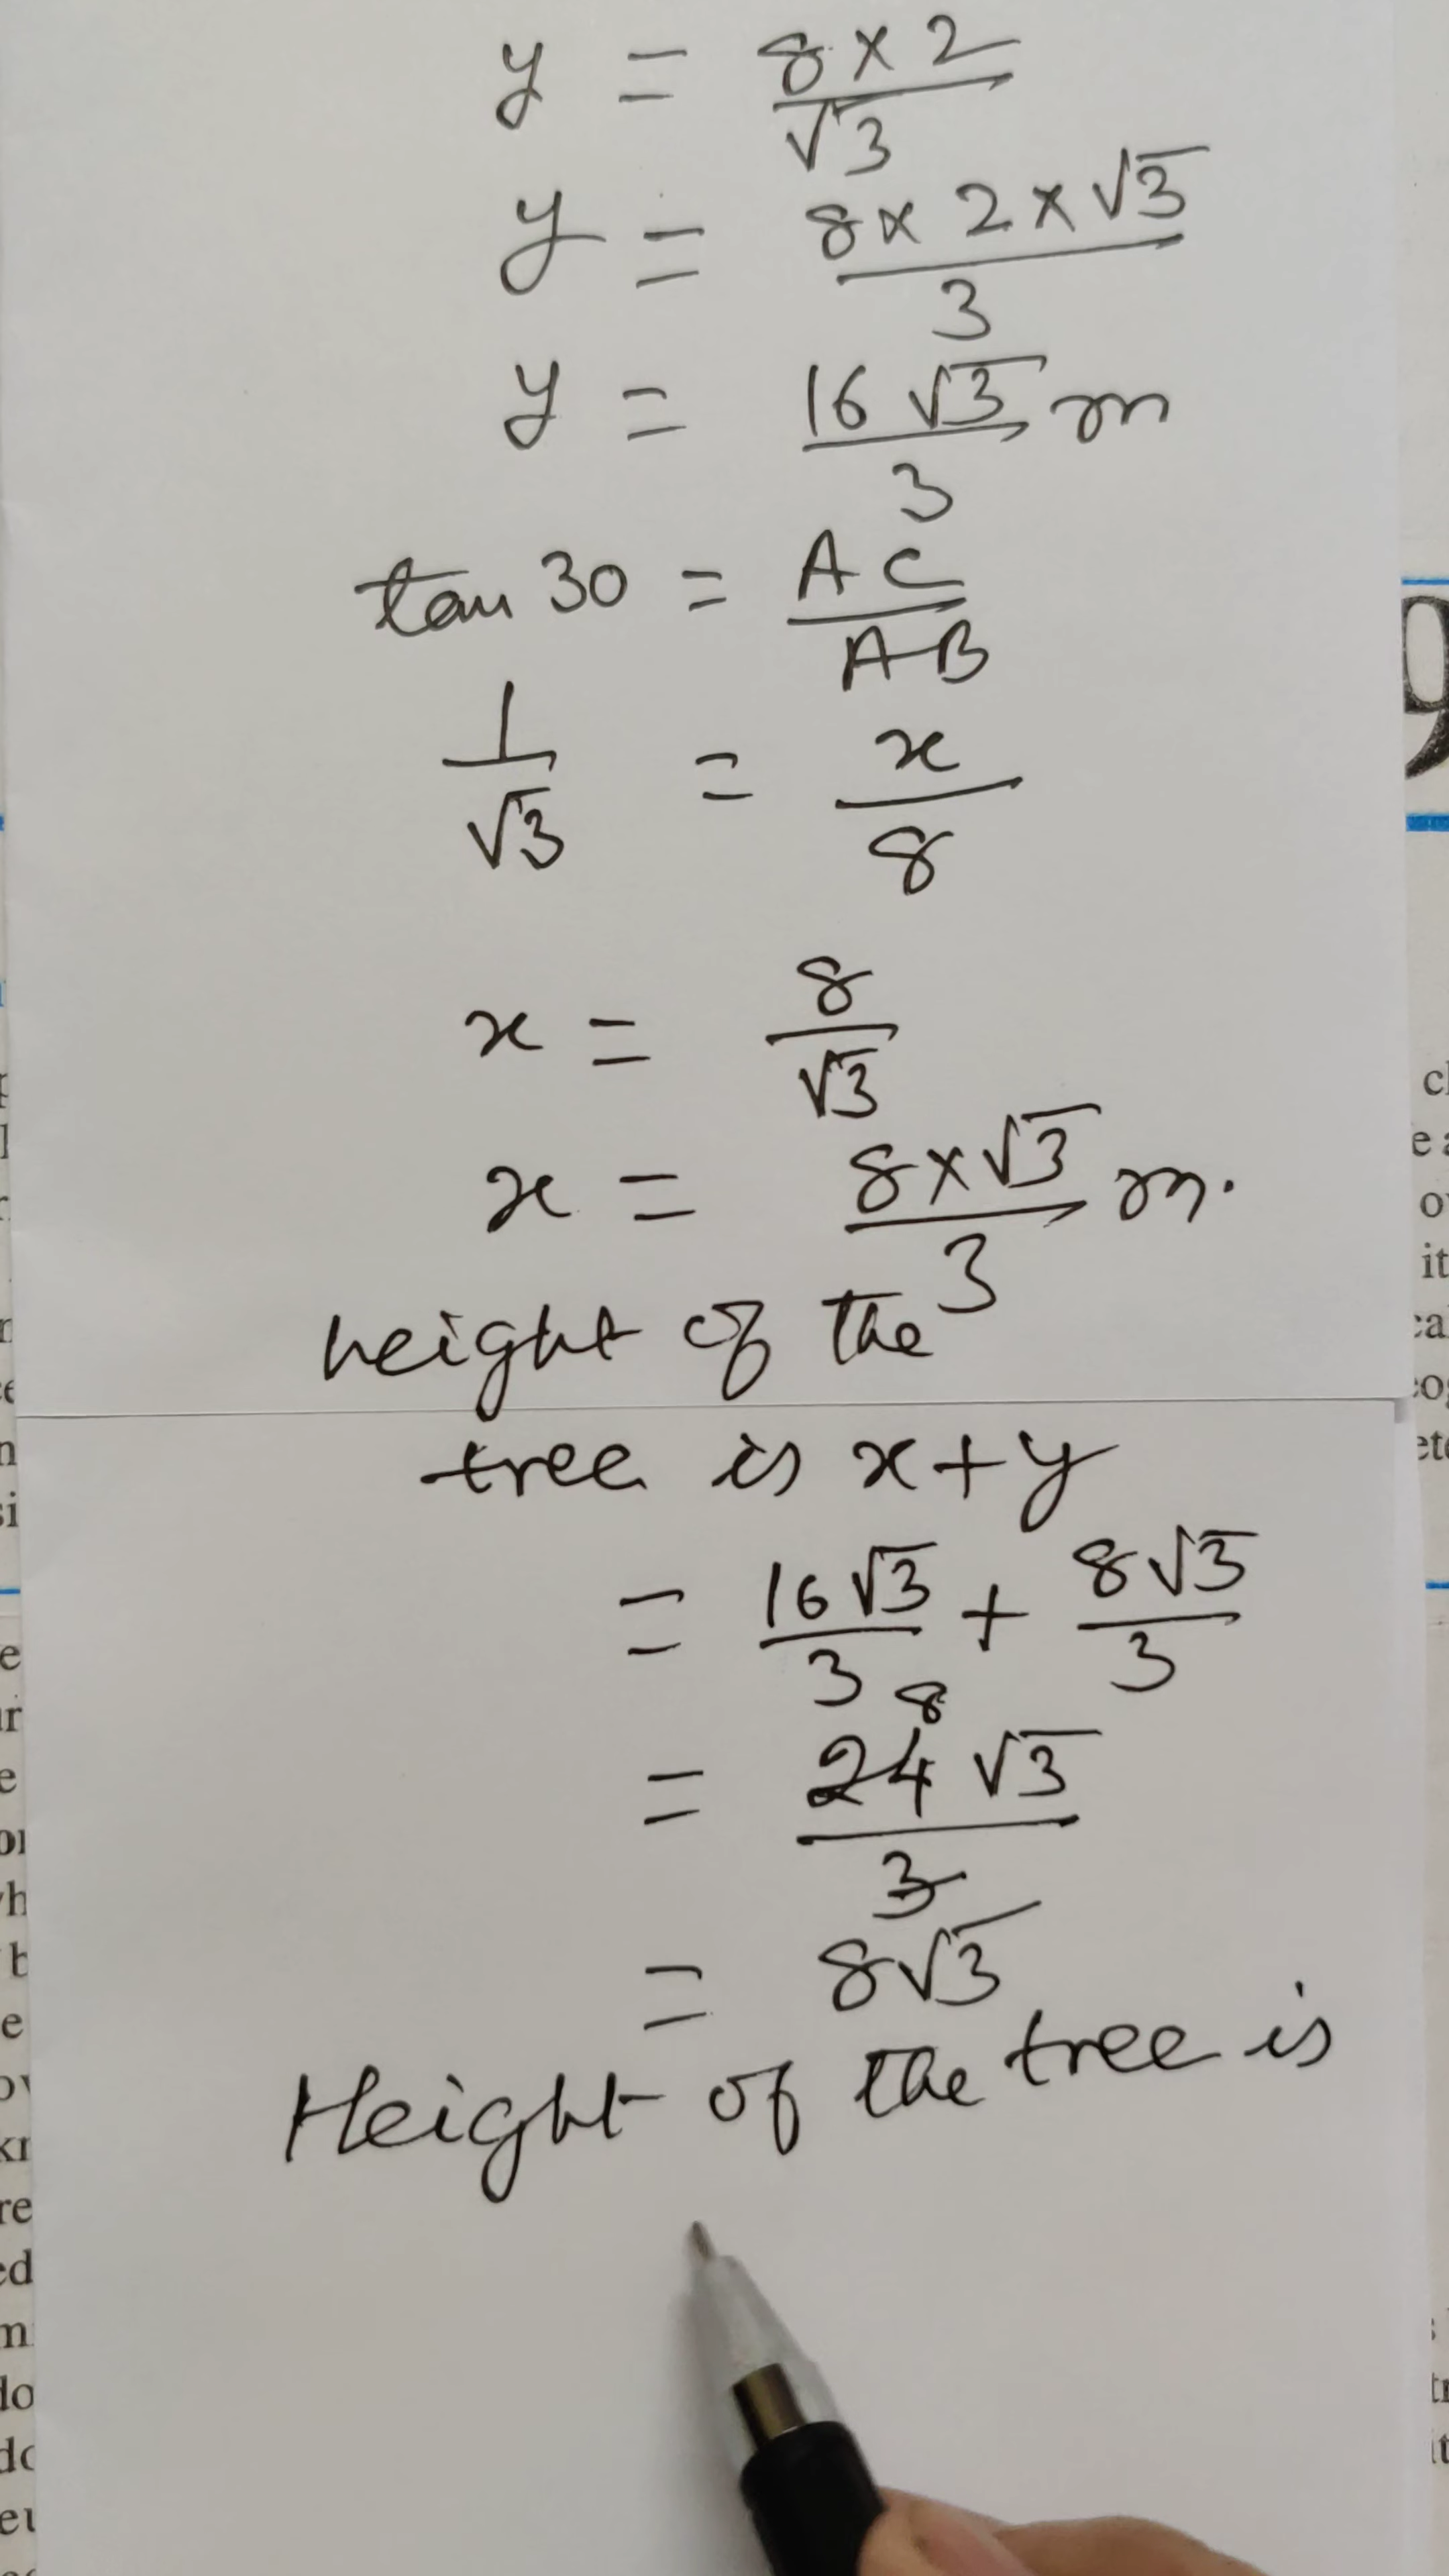 y = 8 × 2 / √3
y = 8 × 2 × √3 / 3
y = 16 √3 / 3 m
tan 30 = AC / AB
1 / √3 = x / 8
x = 8 / √3
x = 8 × √3 / 3 m.
height of the
tree is x + y
= 16 √3 / 3 + 8 √3 / 3
8
= 24 √3 / 3
= 8 √3
Height of the tree is
9